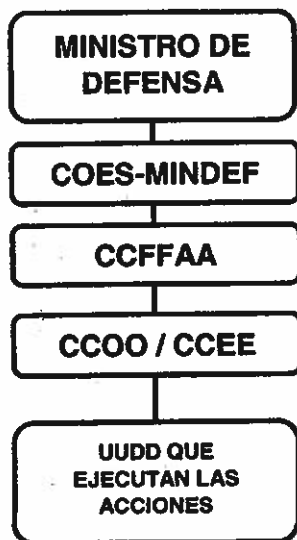 MINISTRO DE
DEFENSA
COES-MINDEF
CCFFAA
CCOO / CCEE
UUDD QUE
EJECUTAN LAS
ACCIONES